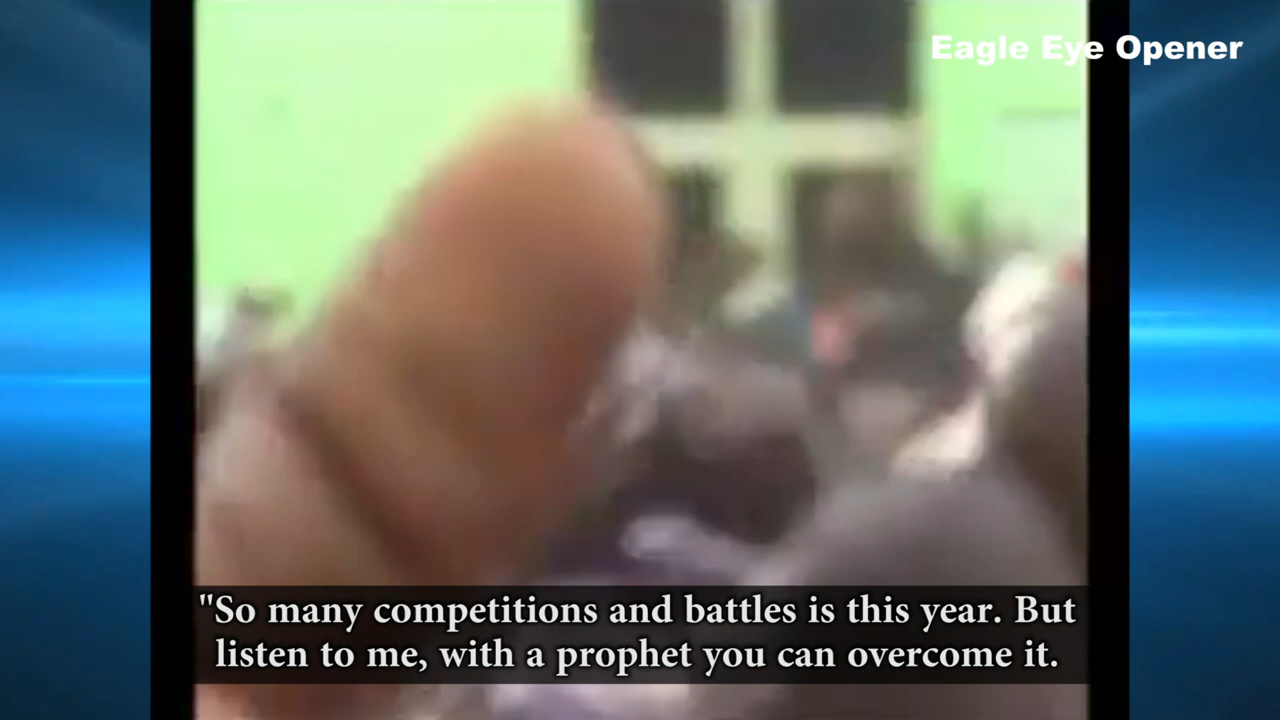 Eagle Eye Opener
"So many competitions and battles is this year. But
listen to me, with a prophet you can overcome it.